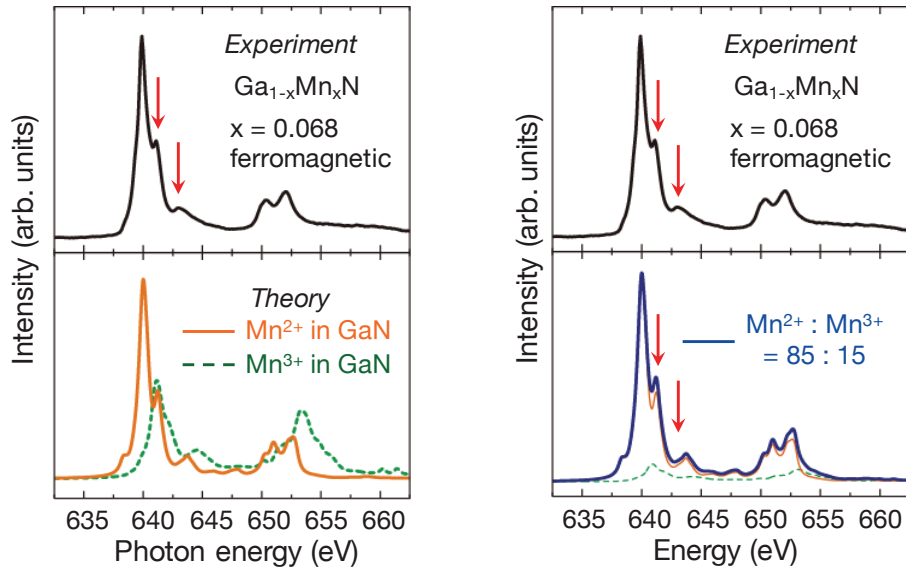 Experiment
Ga1-xMnxN
x = 0.068
ferromagnetic
Intensity (arb. units)
Theory
Mn2+ in GaN
Mn3+ in GaN
635 640 645 650 655 660
Photon energy (eV)
Experiment
Ga1-xMnxN
x = 0.068
ferromagnetic
Intensity (arb. units)
Mn2+ : Mn3+
= 85 : 15
635 640 645 650 655 660
Energy (eV)